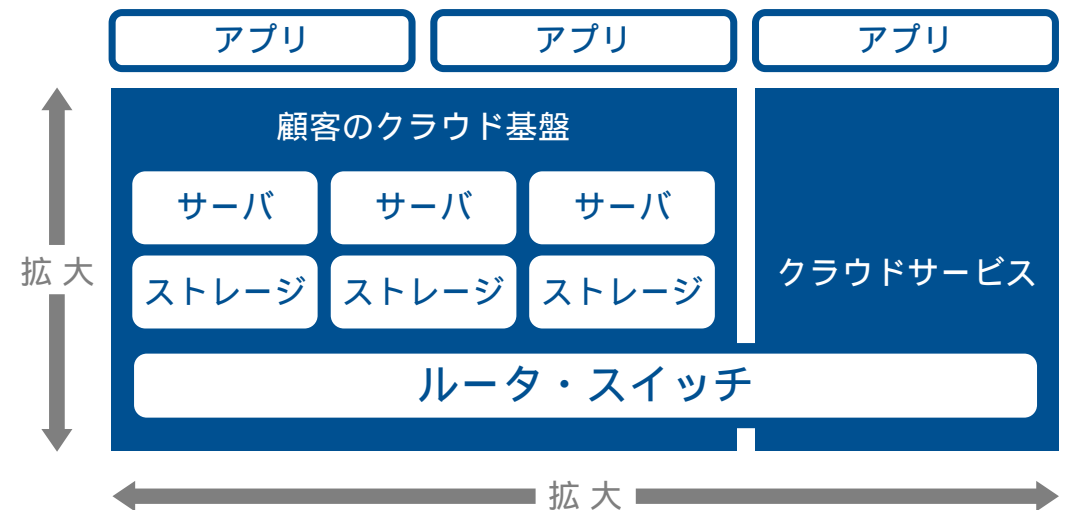 アプリ
アプリ
アプリ
顧客のクラウド基盤
サーバ
サーバ
サーバ
ストレージ
ストレージ
ストレージ
クラウドサービス
ルータ・スイッチ
拡大
拡大